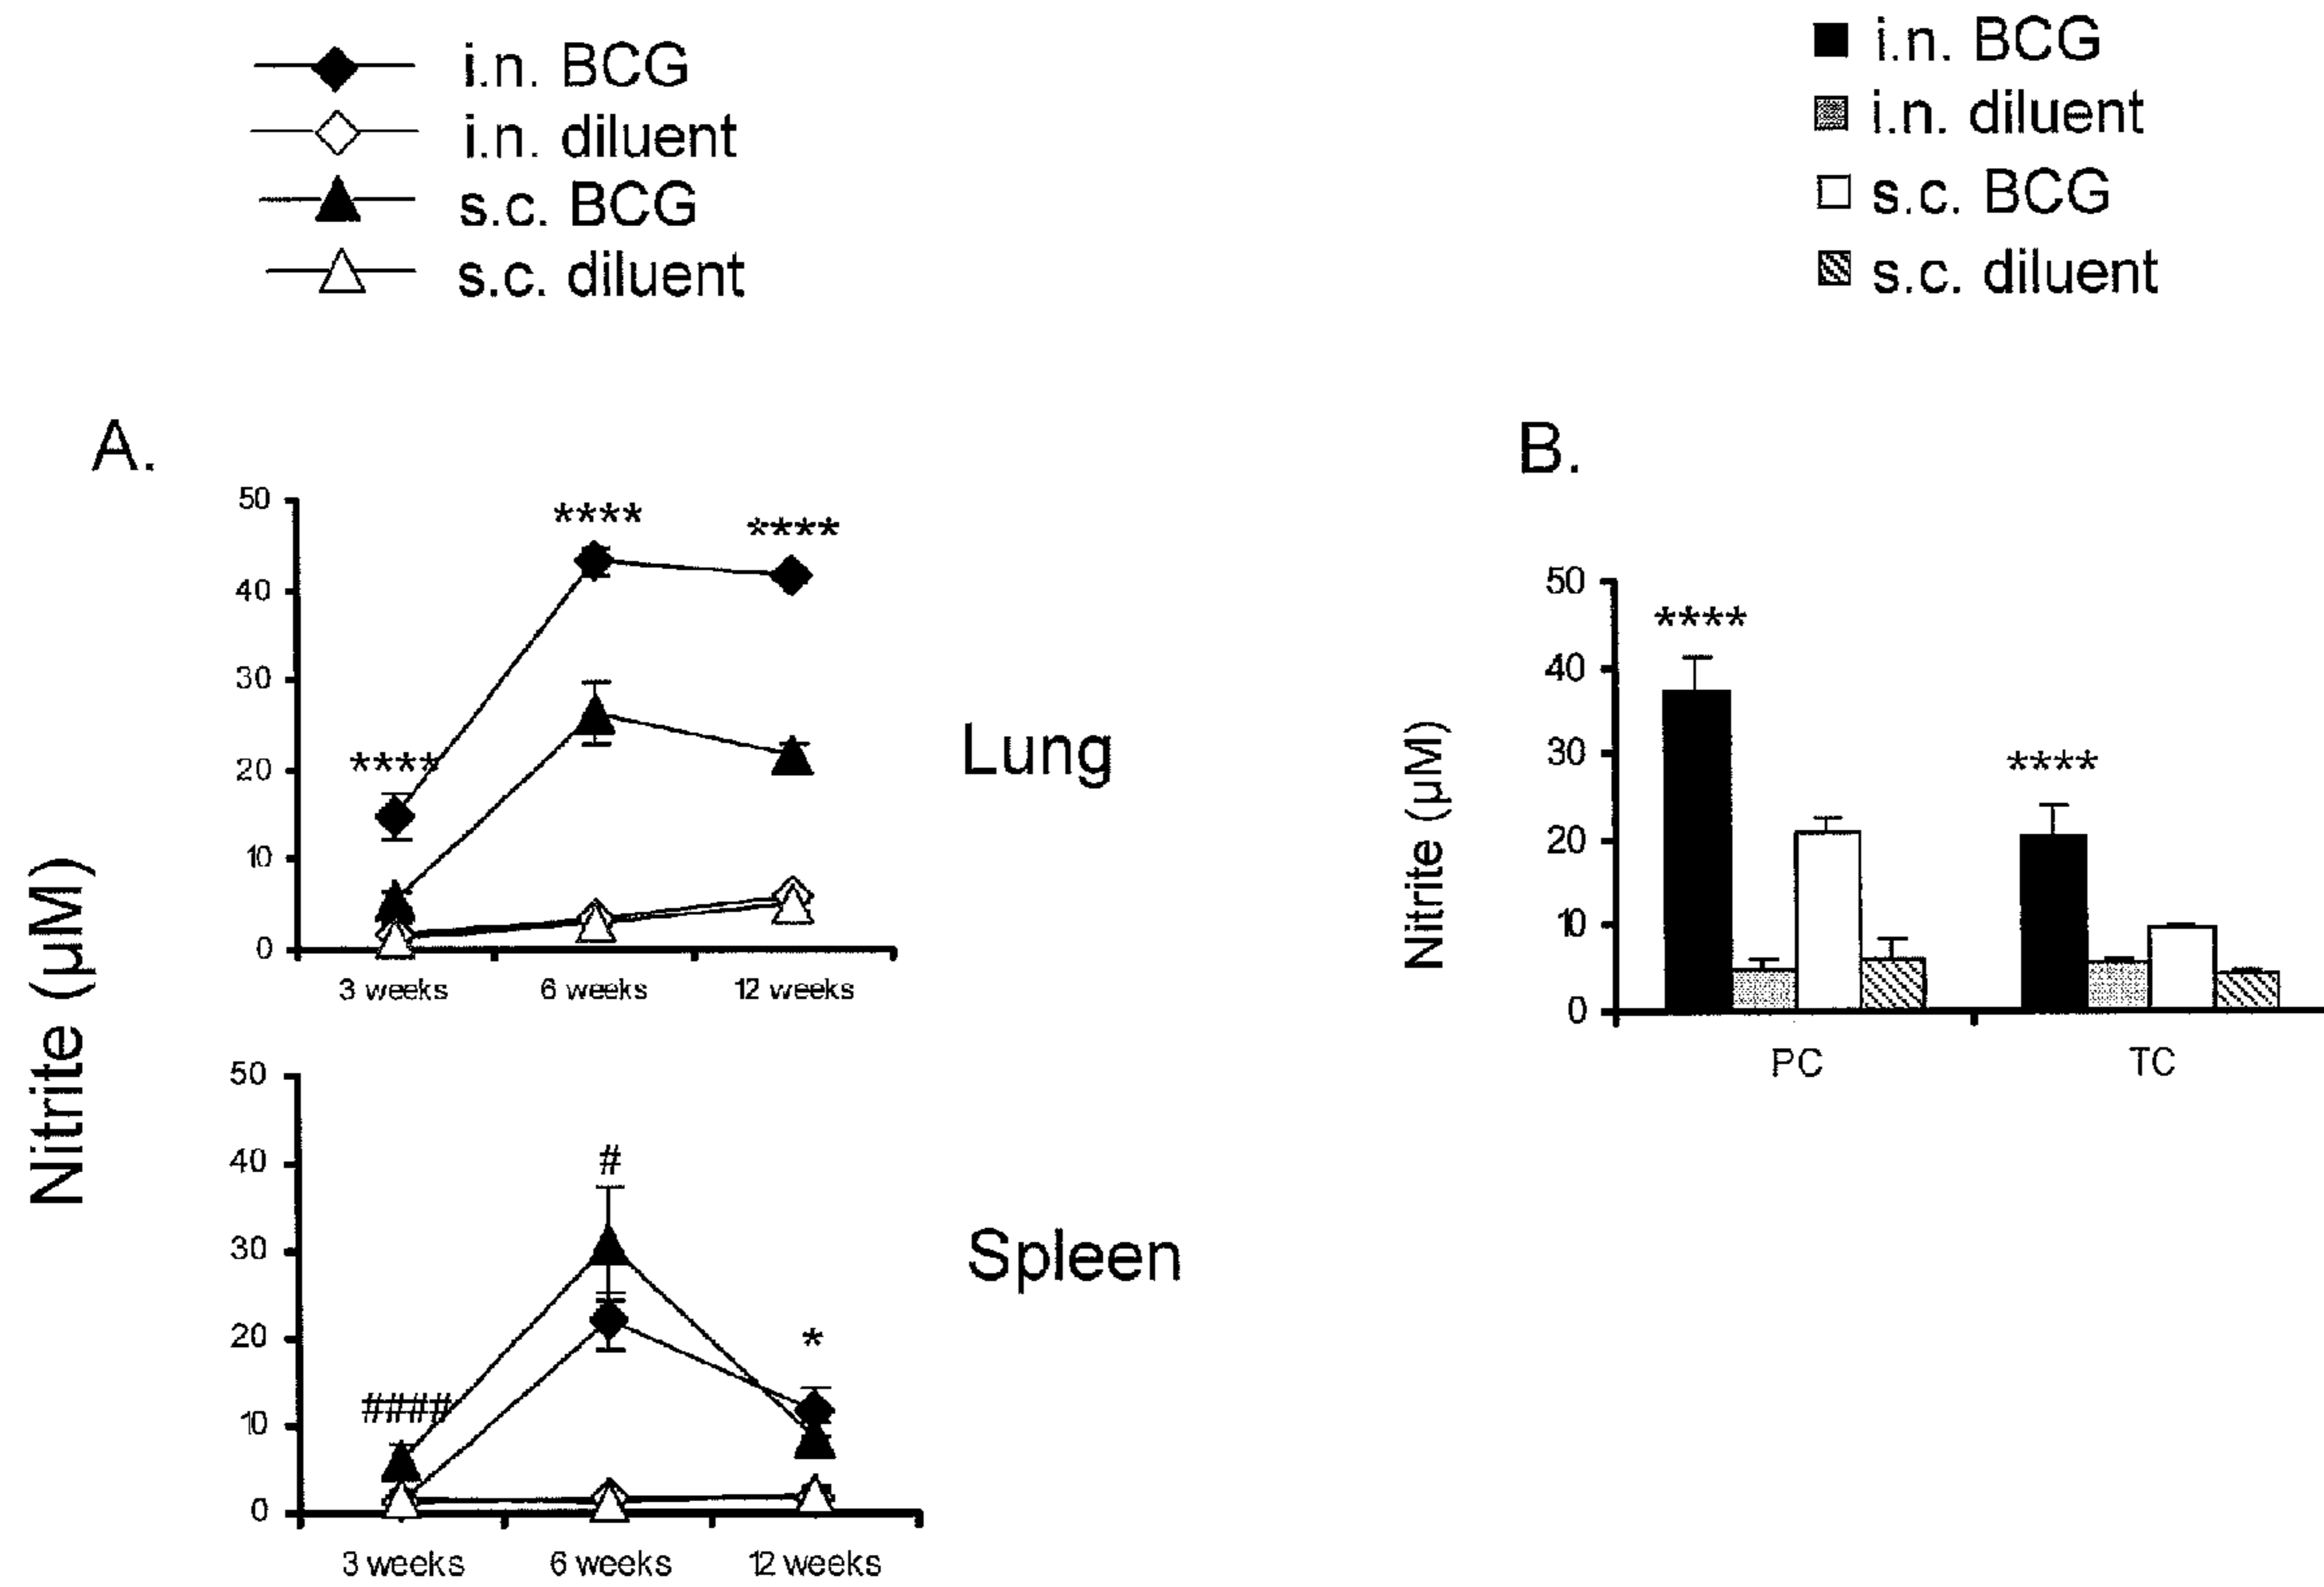 i.n. BCG
i.n. diluent
s.c. BCG
s.c. diluent
i.n. BCG
i.n. diluent
s.c. BCG
s.c. diluent
A.
Nitrite (µM)
50
40
30
20
10
0
****
****
****
3 weeks
6 weeks
12 weeks
Lung
50
40
30
20
10
0
####
#
*
3 weeks
6 weeks
12 weeks
Spleen
B.
Nitrite (µM)
50
40
30
20
10
0
****
****
PC
TC